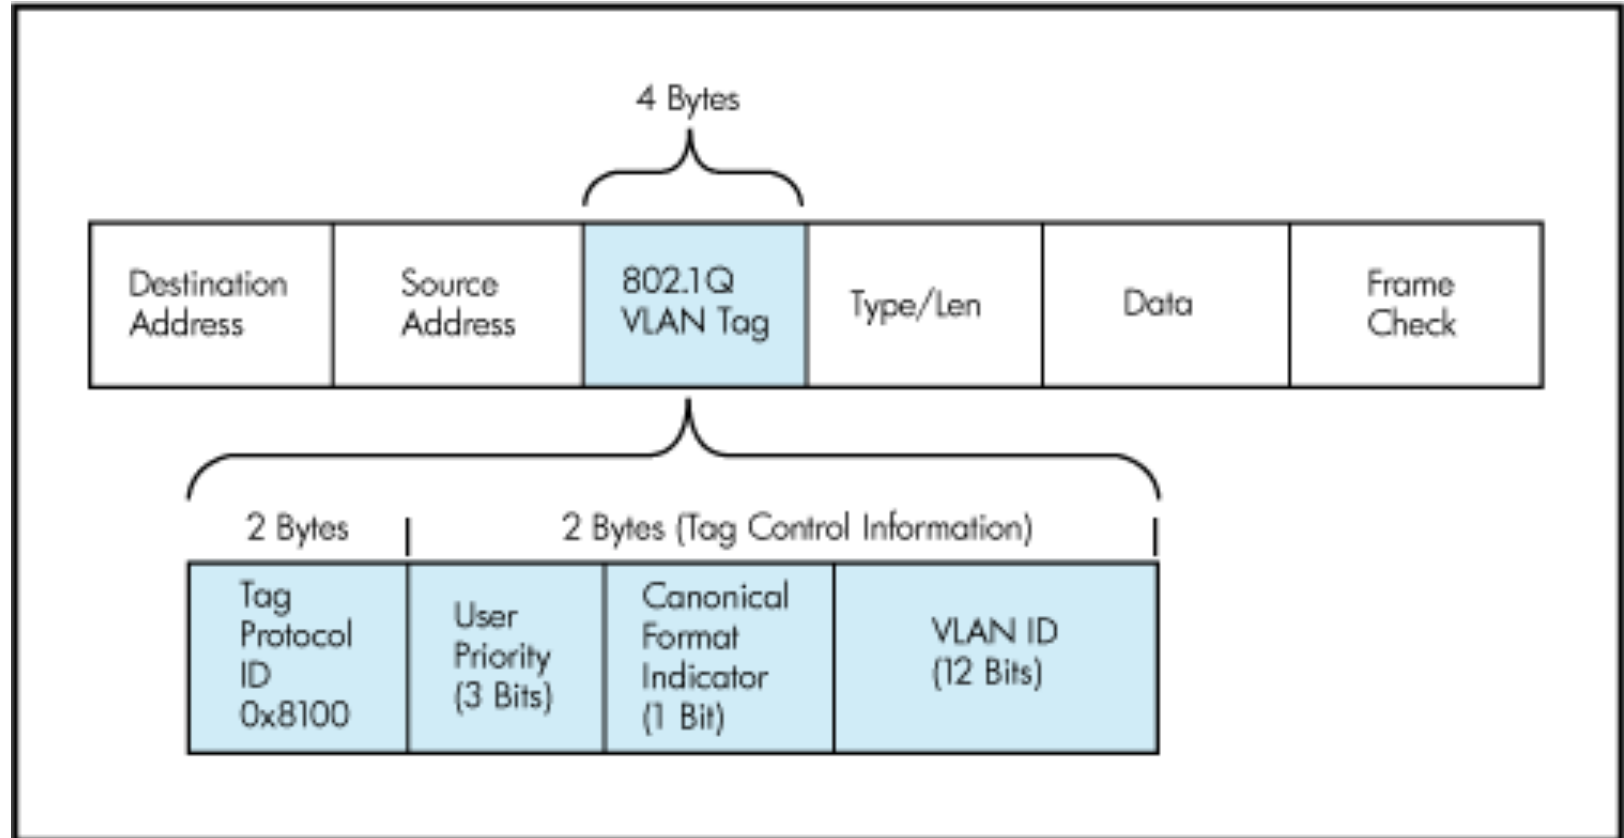 4 Bytes
Destination
Address
Source
Address
802.1Q
VLAN Tag
Type/Len
Data
Frame
Check
2 Bytes
2 Bytes (Tag Control Information)
Tag
Protocol
ID
0x8100
User
Priority
(3 Bits)
Canonical
Format
Indicator
(1 Bit)
VLAN ID
(12 Bits)